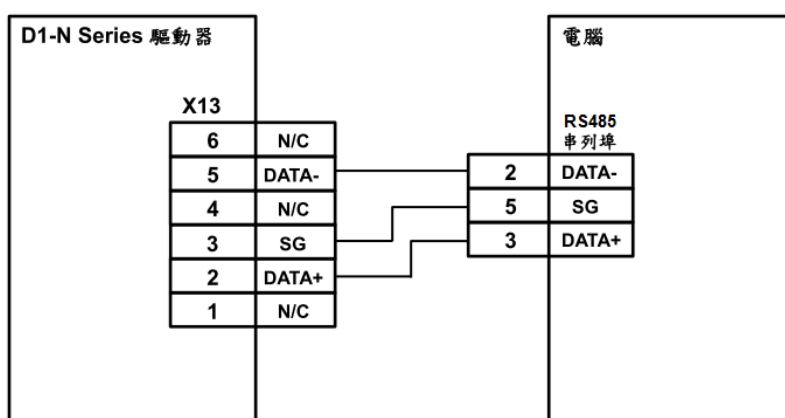 D1-N Series 驅動器
電腦
X13
RS485
串列埠
6 N/C
5 DATA-
4 N/C
3 SG
2 DATA+
1 N/C
2 DATA-
5 SG
3 DATA+